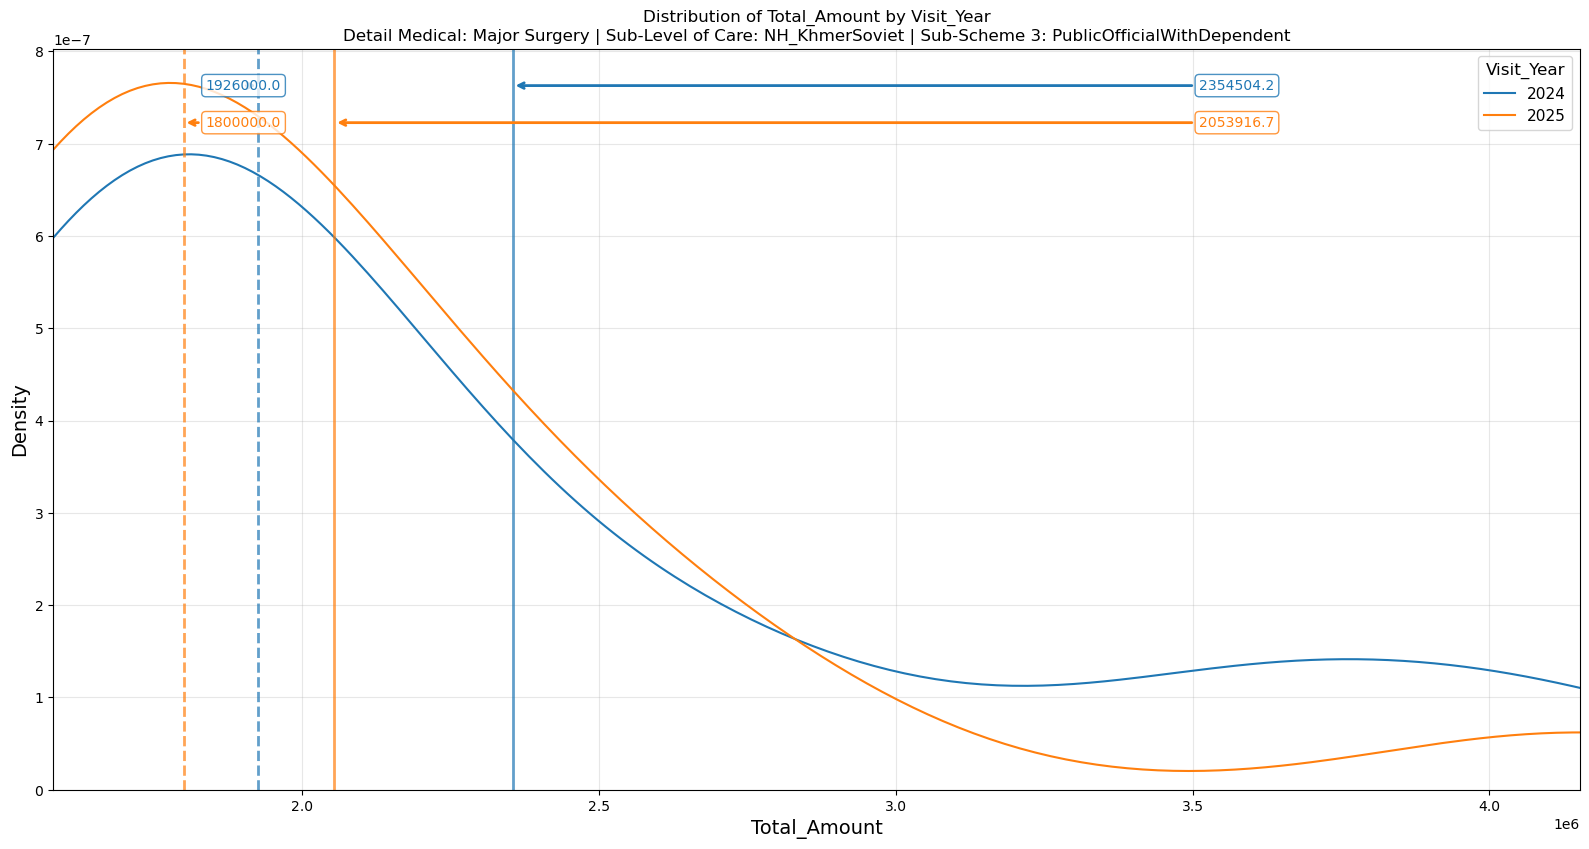 Distribution of Total_Amount by Visit_Year
Detail Medical: Major Surgery | Sub-Level of Care: NH_KhmerSoviet | Sub-Scheme 3: PublicOfficialWithDependent
1e−7
8
7
6
5
4
3
2
1
0
Density
1926000.0
2354504.2
1800000.0
2053916.7
Visit_Year
2024
2025
2.0
2.5
3.0
3.5
4.0
1e6
Total_Amount